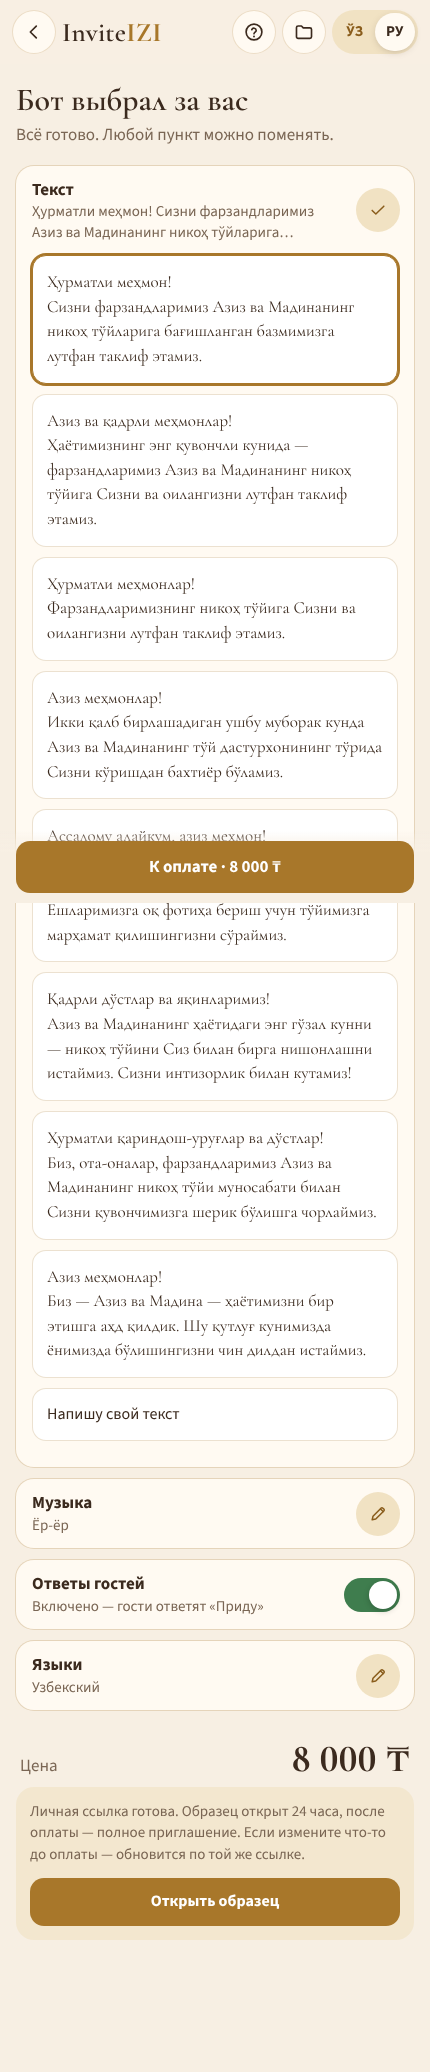 InviteIZI
ЎЗ
РУ
Бот выбрал за вас
Всё готово. Любой пункт можно поменять.
Текст
Ҳурматли меҳмон! Сизни фарзандларимиз
Азиз ва Мадинанинг никоҳ тўйларига…
Ҳурматли меҳмон!
Сизни фарзандларимиз Азиз ва Мадинанинг
никоҳ тўйларига бағишланган базмимизга
лутфан таклиф этамиз.
Азиз ва қадрли меҳмонлар!
Ҳаётимизнинг энг қувончли кунида —
фарзандларимиз Азиз ва Мадинанинг никоҳ
тўйига Сизни ва оилангизни лутфан таклиф
этамиз.
Ҳурматли меҳмонлар!
Фарзандларимизнинг никоҳ тўйига Сизни ва
оилангизни лутфан таклиф этамиз.
Азиз меҳмонлар!
Икки қалб бирлашадиган ушбу муборак кунда
Азиз ва Мадинанинг тўй дастурхонининг тўрида
Сизни кўришдан бахтиёр бўламиз.
Ассалому алайкум, азиз меҳмон!
К оплате · 8 000 ₸
Ёшларимизга оқ фотиҳа бериш учун тўйимизга
марҳамат қилишингизни сўраймиз.
Қадрли дўстлар ва яқинларимиз!
Азиз ва Мадинанинг ҳаётидаги энг гўзал кунни
— никоҳ тўйини Сиз билан бирга нишонлашни
истаймиз. Сизни интизорлик билан кутамиз!
Ҳурматли қариндош-уруғлар ва дўстлар!
Биз, ота-оналар, фарзандларимиз Азиз ва
Мадинанинг никоҳ тўйи муносабати билан
Сизни қувончимизга шерик бўлишга чорлаймиз.
Азиз меҳмонлар!
Биз — Азиз ва Мадина — ҳаётимизни бир
этишга аҳд қилдик. Шу қутлуғ кунимизда
ёнимизда бўлишингизни чин дилдан истаймиз.
Напишу свой текст
Музыка
Ёр-ёр
Ответы гостей
Включено — гости ответят «Приду»
Языки
Узбекский
Цена
8 000 ₸
Личная ссылка готова. Образец открыт 24 часа, после
оплаты — полное приглашение. Если измените что-то
до оплаты — обновится по той же ссылке.
Открыть образец